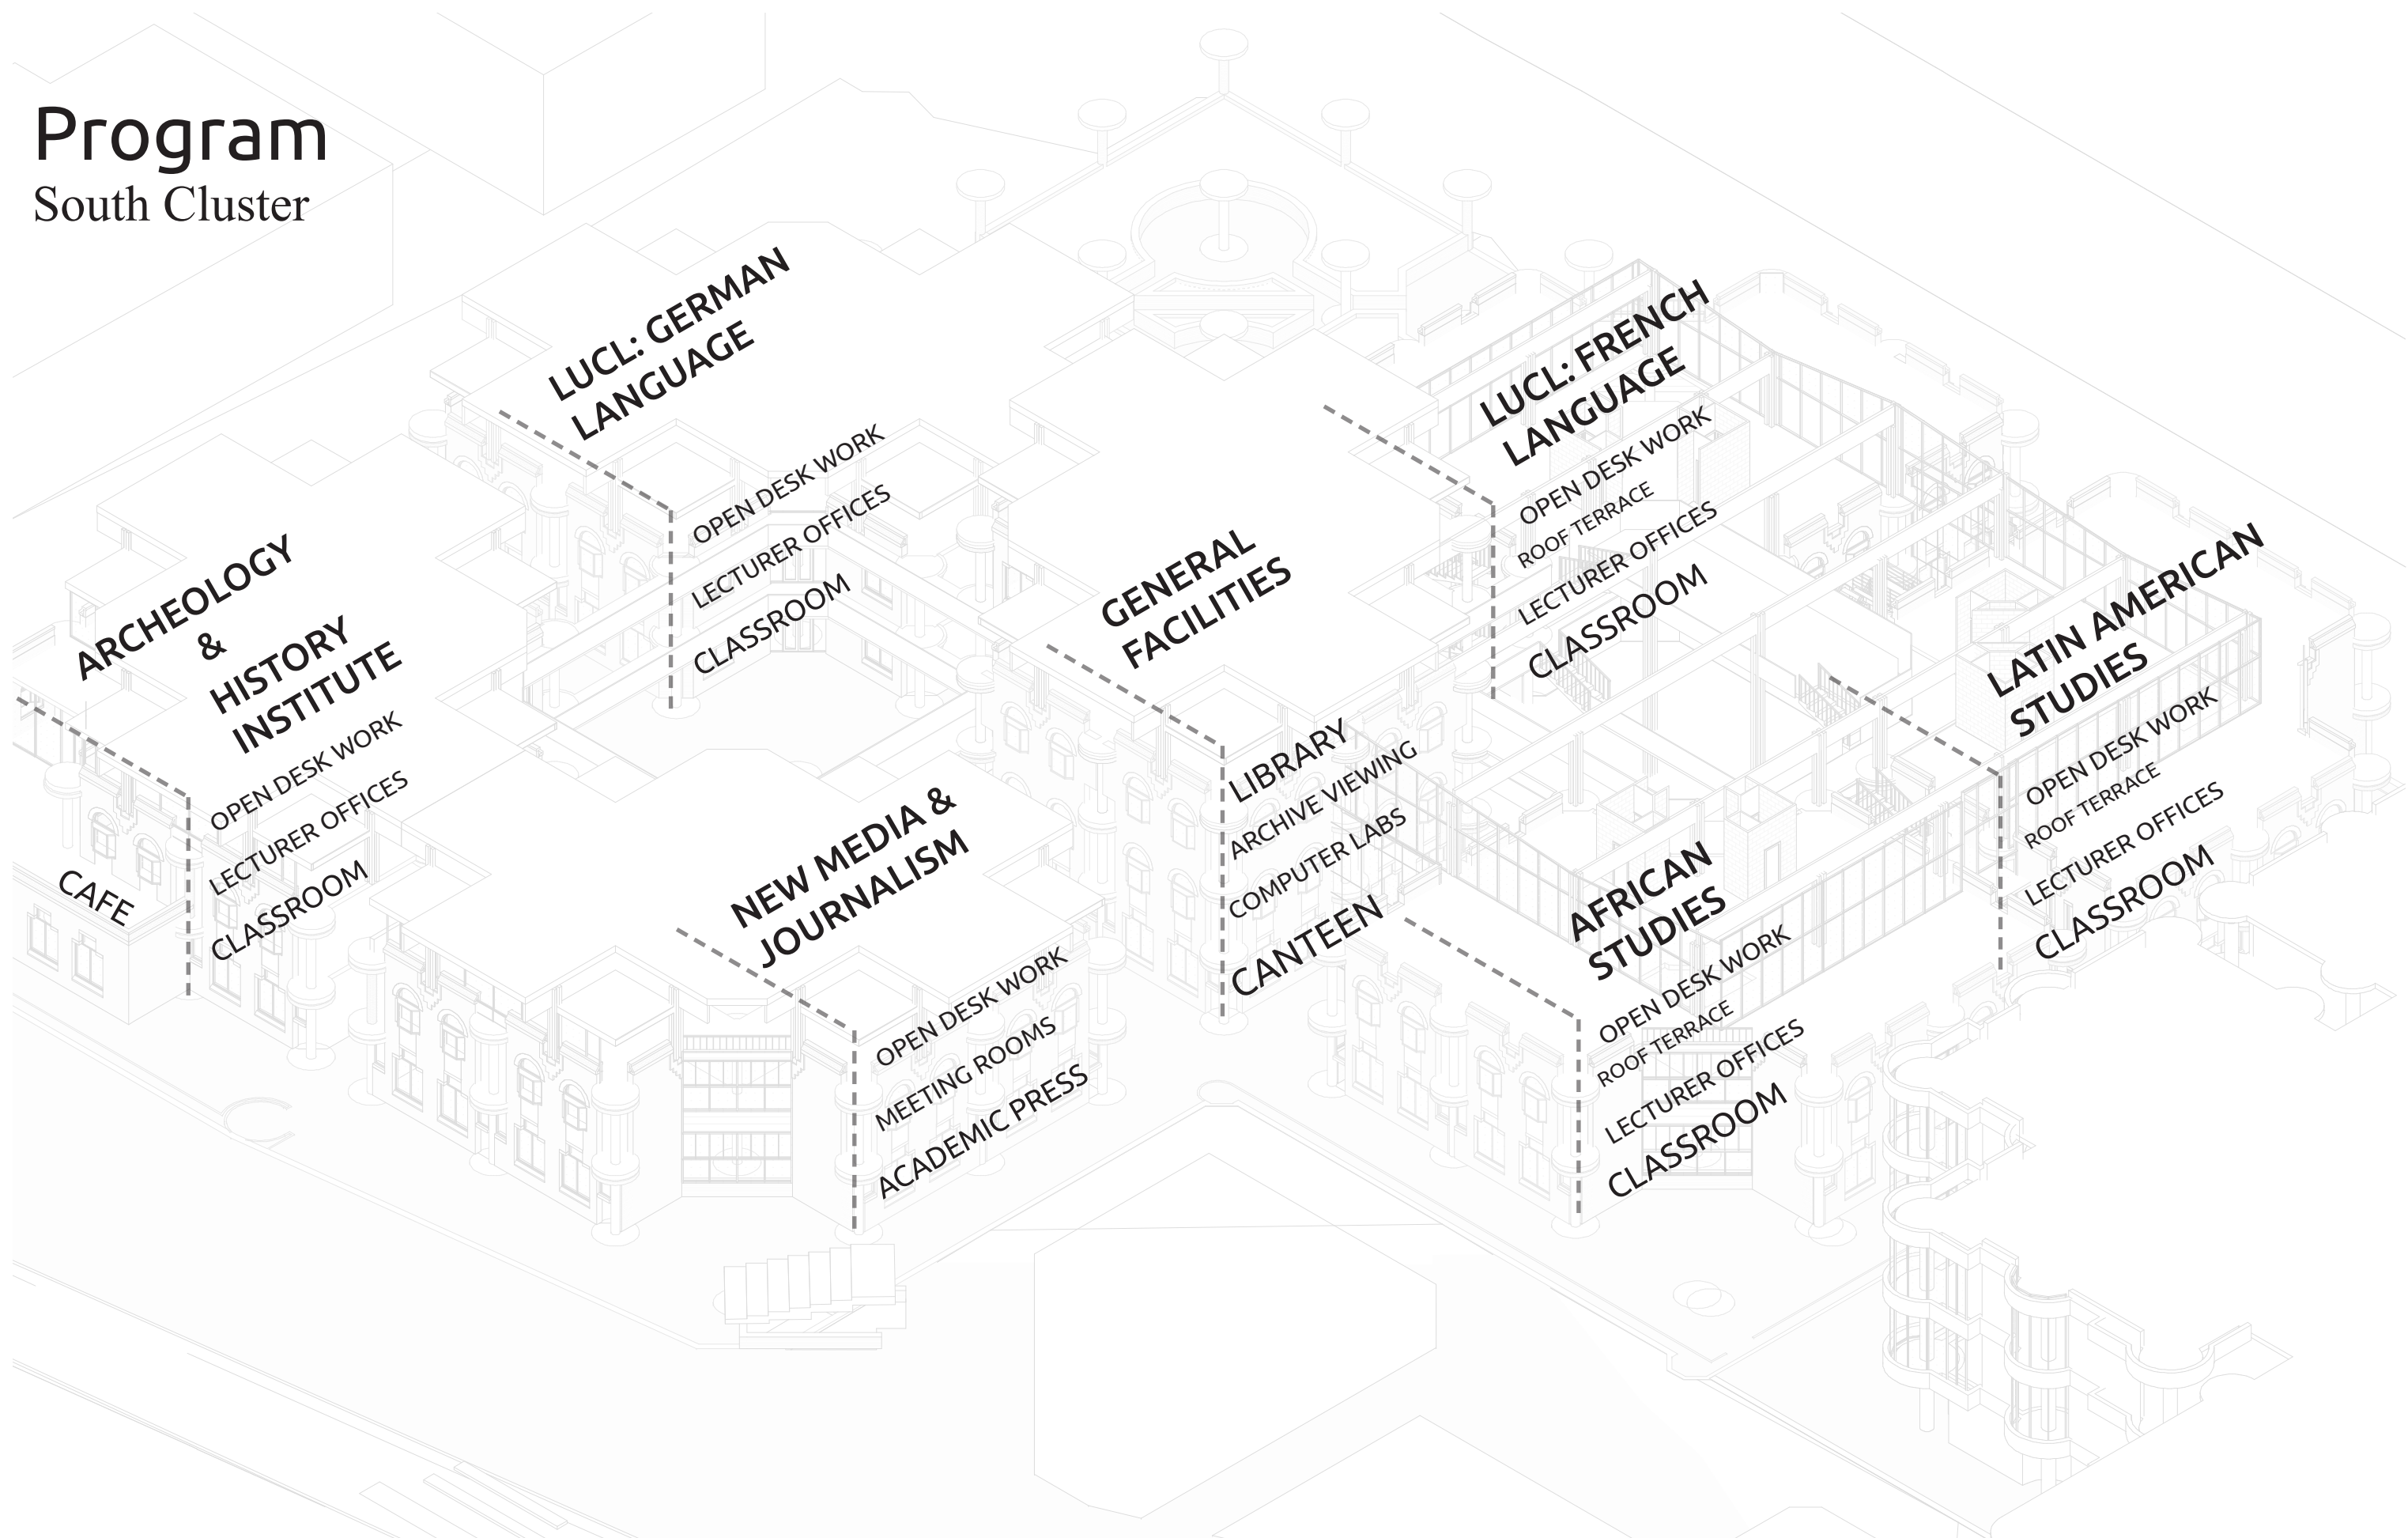 Program
South Cluster
LUCL: GERMAN
LANGUAGE
OPEN DESK WORK
LECTURER OFFICES
CLASSROOM
LUCL: FRENCH
LANGUAGE
OPEN DESK WORK
ROOF TERRACE
LECTURER OFFICES
CLASSROOM
ARCHEOLOGY
&
HISTORY
INSTITUTE
OPEN DESK WORK
LECTURER OFFICES
CLASSROOM
CAFE
GENERAL
FACILITIES
LIBRARY
ARCHIVE VIEWING
COMPUTER LABS
CANTEEN
LATIN AMERICAN
STUDIES
OPEN DESK WORK
ROOF TERRACE
LECTURER OFFICES
CLASSROOM
NEW MEDIA &
JOURNALISM
OPEN DESK WORK
MEETING ROOMS
ACADEMIC PRESS
AFRICAN
STUDIES
OPEN DESK WORK
ROOF TERRACE
LECTURER OFFICES
CLASSROOM